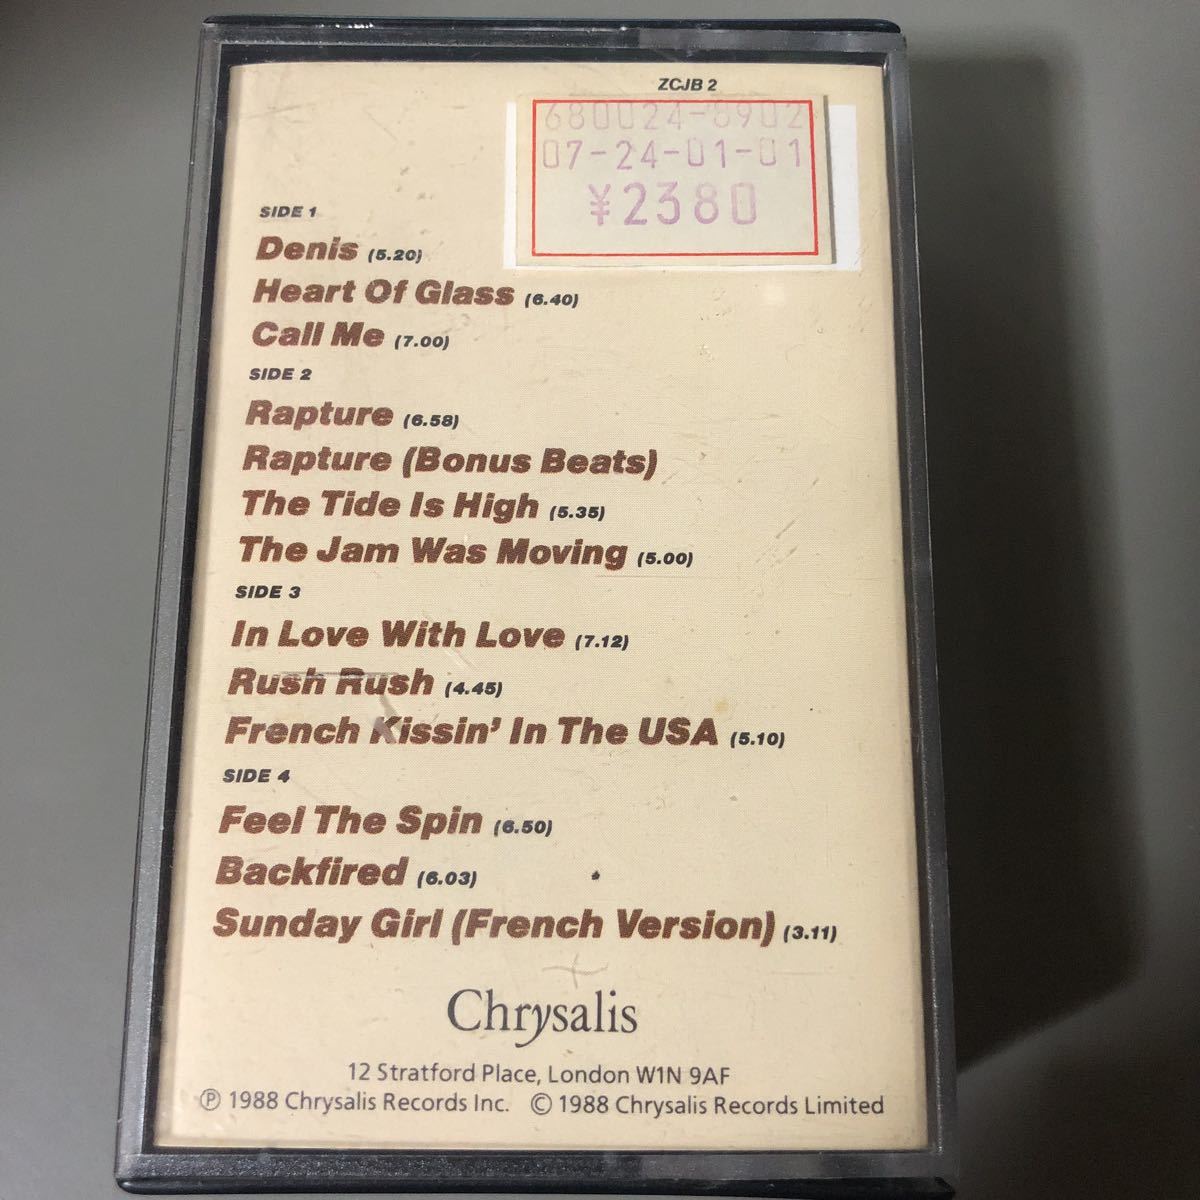 ZCJB 2
680024-8902
07-24-01-01
¥2380
SIDE 1
Denis (5.20)
Heart Of Glass (6.40)
Call Me (7.00)
SIDE 2
Rapture (6.58)
Rapture (Bonus Beats)
The Tide Is High (5.35)
The Jam Was Moving (5.00)
SIDE 3
In Love With Love (7.12)
Rush Rush (4.45)
French Kissin' In The USA (5.10)
SIDE 4
Feel The Spin (6.50)
Backfired (6.03)
Sunday Girl (French Version) (3.11)
Chrysalis
12 Stratford Place, London W1N 9AF
Ⓟ 1988 Chrysalis Records Inc. © 1988 Chrysalis Records Limited